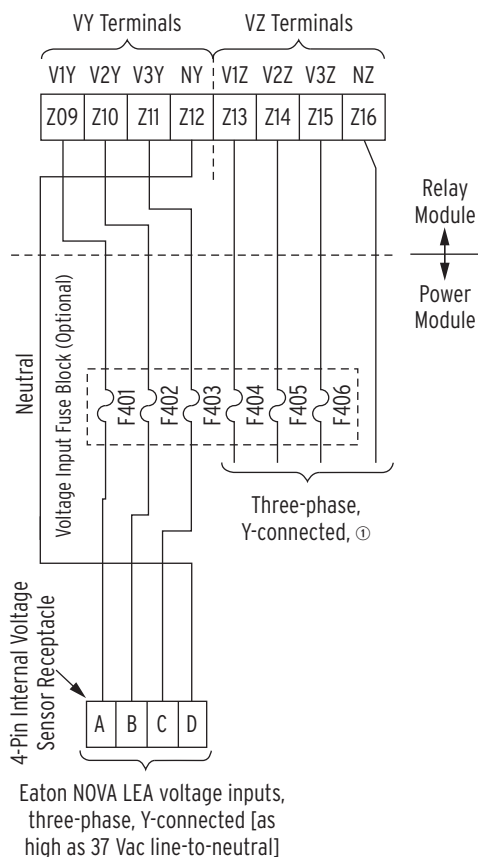 VY Terminals VZ Terminals
V1Y V2Y V3Y NY V1Z V2Z V3Z NZ
Z09 Z10 Z11 Z12 Z13 Z14 Z15 Z16
Relay
Module
Power
Module
Neutral
Voltage Input Fuse Block (Optional)
F401 F402 F403 F404 F405 F406
Three-phase,
Y-connected, ①
4-Pin Internal Voltage
Sensor Receptacle
A B C D
Eaton NOVA LEA voltage inputs,
three-phase, Y-connected [as
high as 37 Vac line-to-neutral]